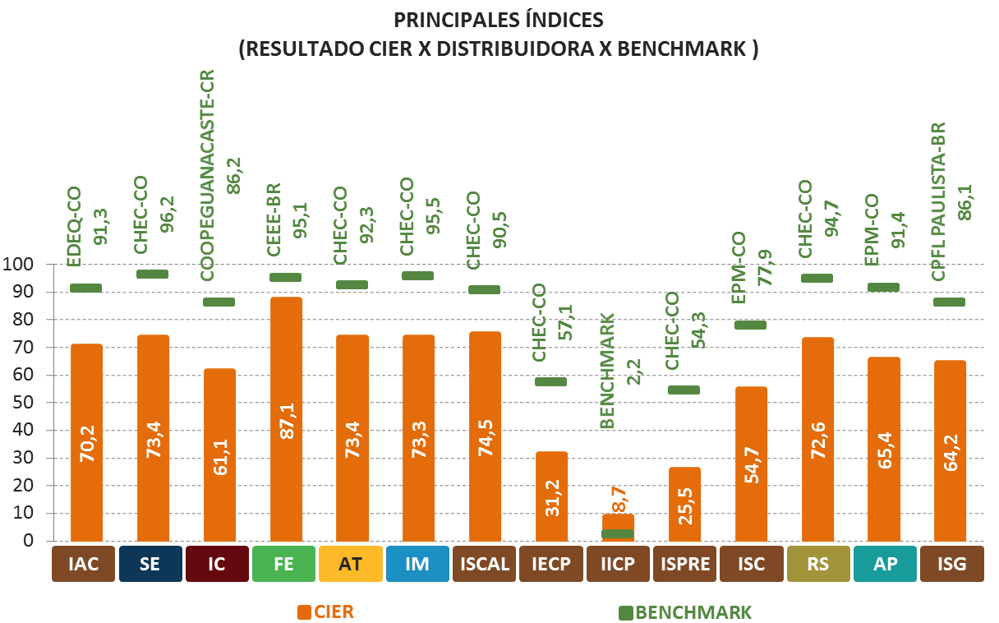 PRINCIPALES ÍNDICES
(RESULTADO CIER X DISTRIBUIDORA X BENCHMARK )
EDEQ-CO
91,3
CHEC-CO
96,2
COOPEGUANACASTE-CR
86,2
CEEE-BR
95,1
CHEC-CO
92,3
CHEC-CO
95,5
CHEC-CO
90,5
CHEC-CO
57,1
BENCHMARK
2,2
CHEC-CO
54,3
EPM-CO
77,9
CHEC-CO
94,7
EPM-CO
91,4
CPFL PAULISTA-BR
86,1
100
90
80
70
60
50
40
30
20
10
0
70,2
73,4
61,1
87,1
73,4
73,3
74,5
31,2
8,7
25,5
54,7
72,6
65,4
64,2
IAC
SE
IC
FE
AT
IM
ISCAL
IECP
IICP
ISPRE
ISC
RS
AP
ISG
CIER
BENCHMARK